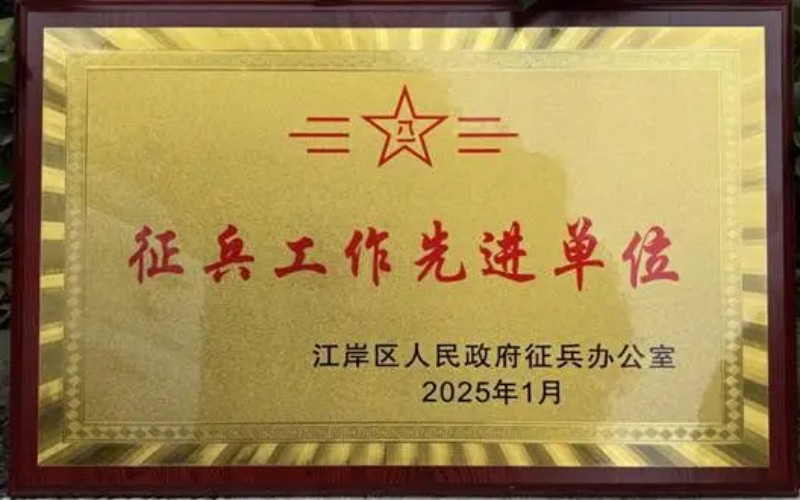 八一
征兵工作先进单位
江岸区人民政府征兵办公室
2025年1月